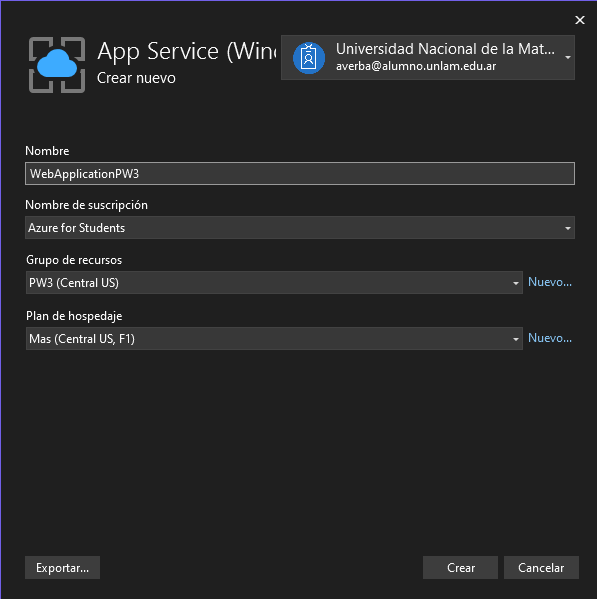 App Service (Win
Crear nuevo
Universidad Nacional de la Mat...
averba@alumno.unlam.edu.ar
Nombre
WebApplicationPW3
Nombre de suscripción
Azure for Students
Grupo de recursos
PW3 (Central US)
Nuevo...
Plan de hospedaje
Mas (Central US, F1)
Nuevo...
Exportar...
Crear
Cancelar